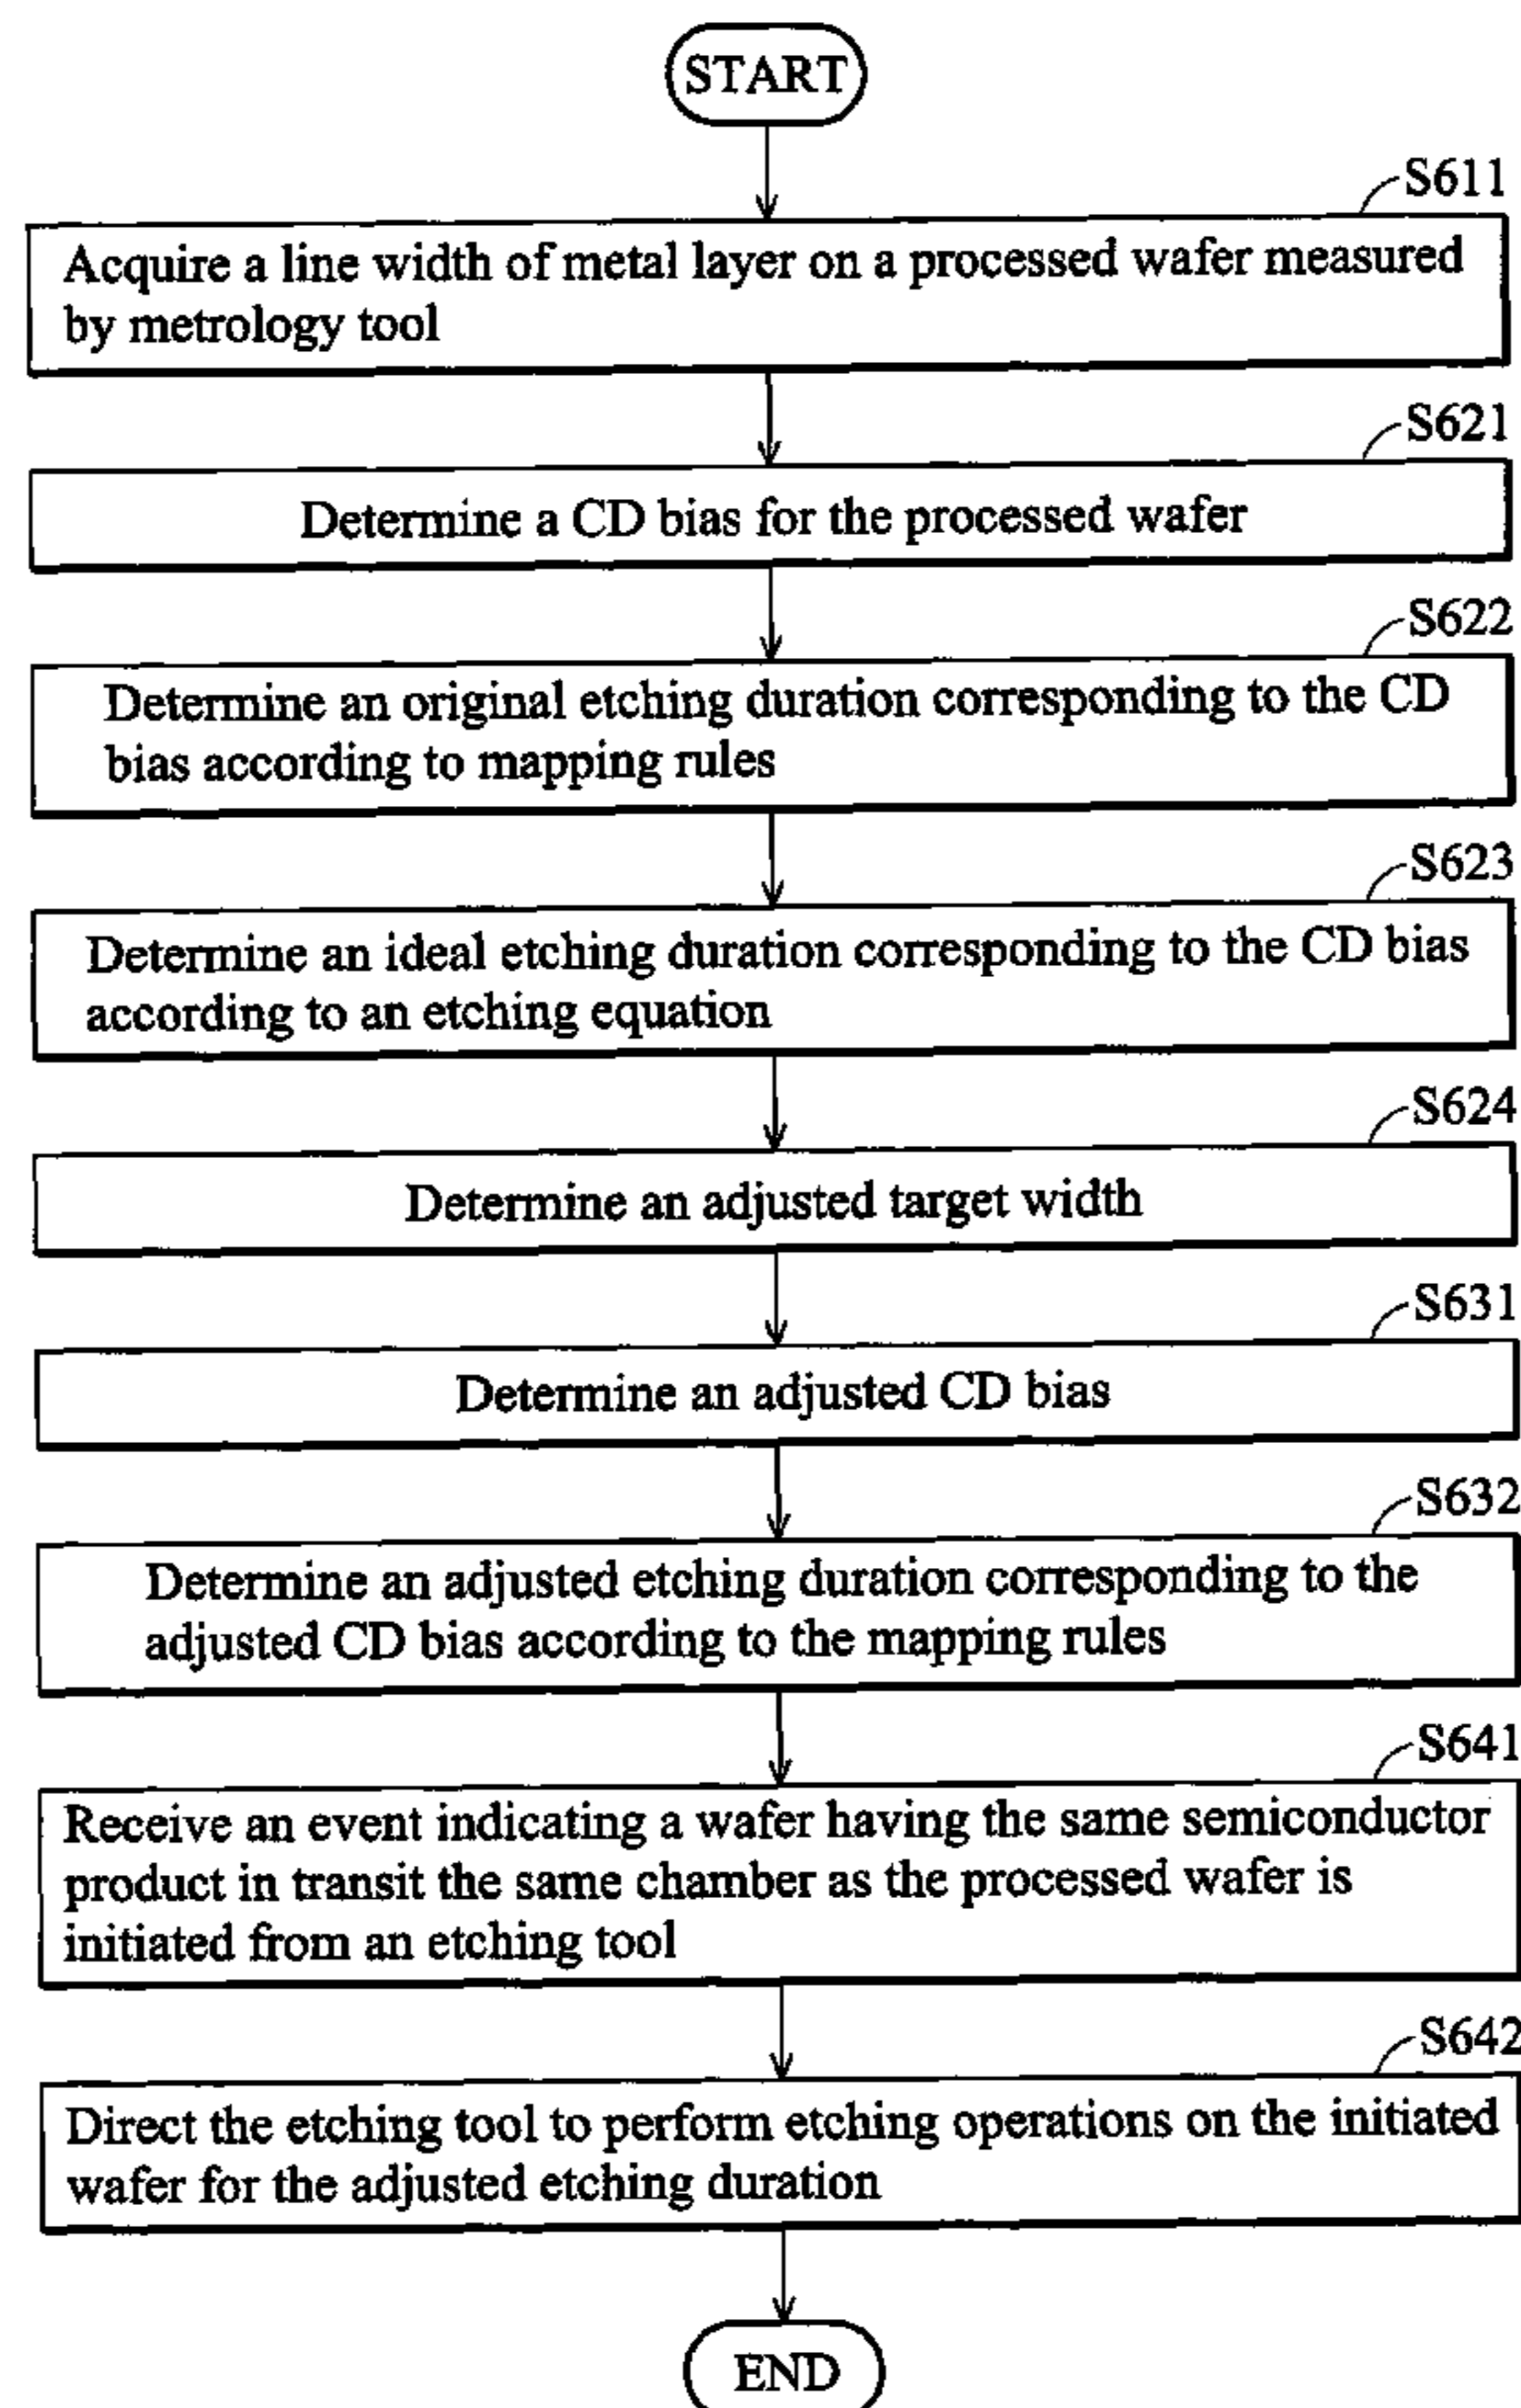 START
S611
Acquire a line width of metal layer on a processed wafer measured
by metrology tool
S621
Determine a CD bias for the processed wafer
S622
Determine an original etching duration corresponding to the CD
bias according to mapping rules
S623
Determine an ideal etching duration corresponding to the CD bias
according to an etching equation
S624
Determine an adjusted target width
S631
Determine an adjusted CD bias
S632
Determine an adjusted etching duration corresponding to the
adjusted CD bias according to the mapping rules
S641
Receive an event indicating a wafer having the same semiconductor
product in transit the same chamber as the processed wafer is
initiated from an etching tool
S642
Direct the etching tool to perform etching operations on the initiated
wafer for the adjusted etching duration
END